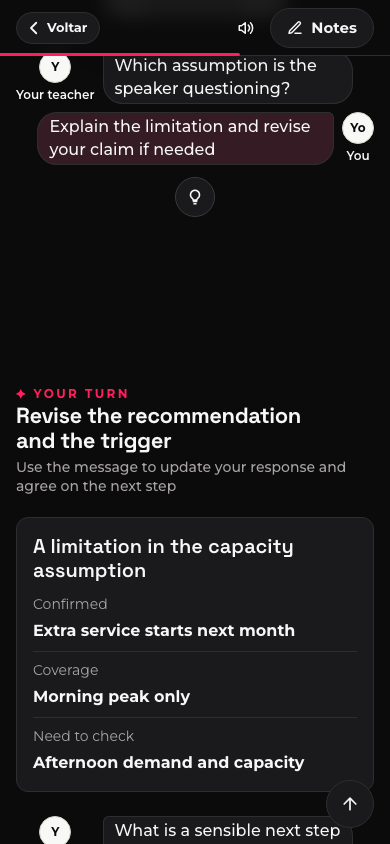 Voltar
Notes
Y
Which assumption is the
speaker questioning?
Your teacher
Explain the limitation and revise
your claim if needed
Yo
You
YOUR TURN
Revise the recommendation
and the trigger
Use the message to update your response and
agree on the next step
A limitation in the capacity
assumption
Confirmed
Extra service starts next month
Coverage
Morning peak only
Need to check
Afternoon demand and capacity
Y
What is a sensible next step